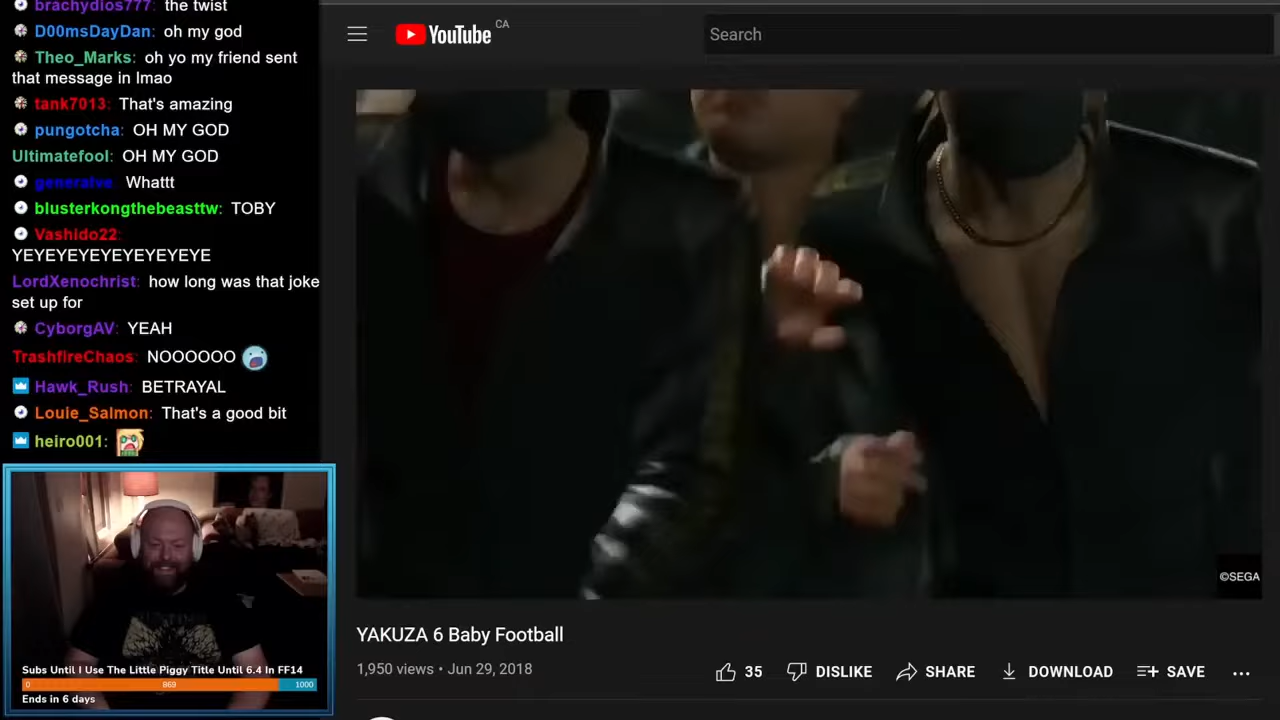 brachydios777: the twist
D00msDayDan: oh my god
Theo_Marks: oh yo my friend sent
that message in lmao
tank7013: That's amazing
pungotcha: OH MY GOD
Ultimatefool: OH MY GOD
generalve: Whattt
blusterkongthebeasttw: TOBY
Vashido22:
YEYEYEYEYEYEYEYEYE
LordXenochrist: how long was that joke
set up for
CyborgAV: YEAH
TrashfireChaos: NOOOOOO
Hawk_Rush: BETRAYAL
Louie_Salmon: That's a good bit
heiro001:
Subs Until I Use The Little Piggy Title Until 6.4 In FF14
0 869 1000
Ends in 6 days
YouTube CA
Search
©SEGA
YAKUZA 6 Baby Football
1,950 views • Jun 29, 2018
35 DISLIKE SHARE DOWNLOAD SAVE ...